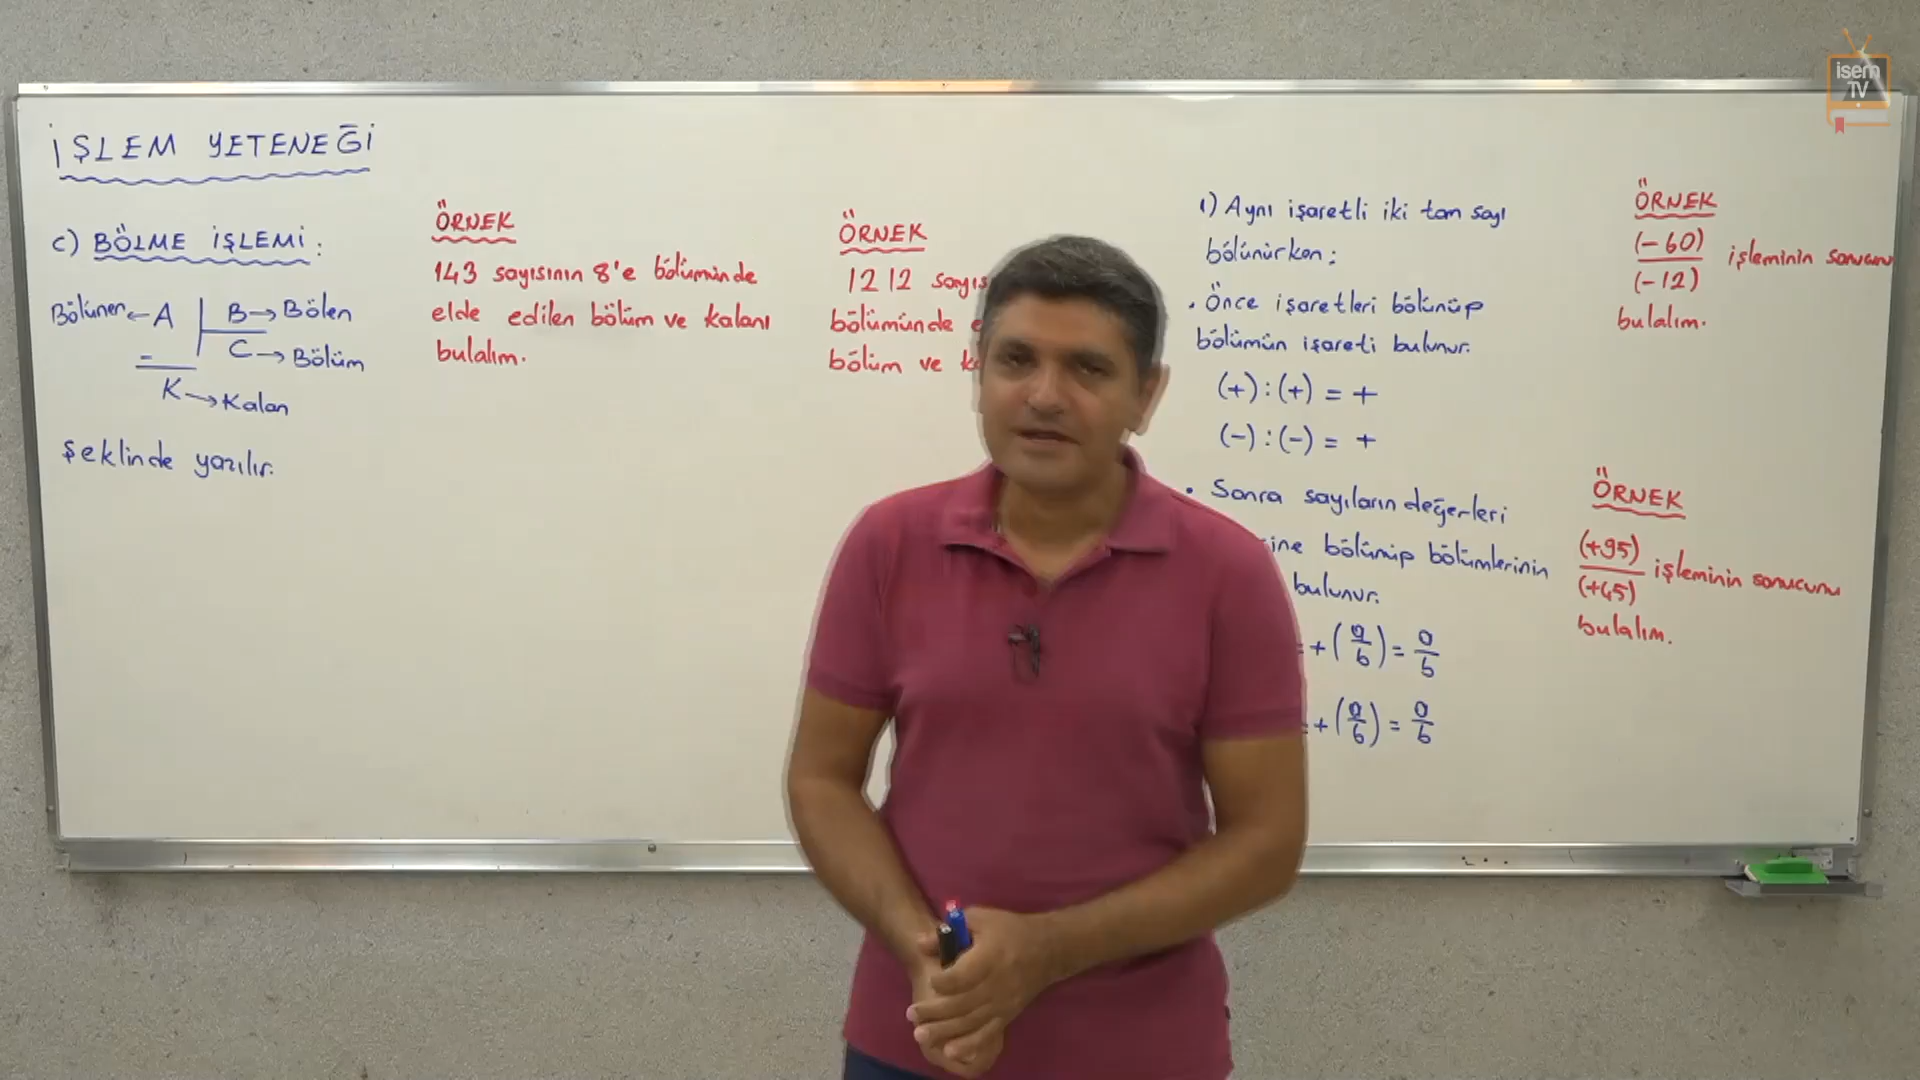 isem
TV
İŞLEM YETENEĞİ
c) BÖLME İŞLEMİ:
Bölünen ← A
B → Bölen
C → Bölüm
K → Kalan
şeklinde yazılır.
ÖRNEK
143 sayısının 8'e bölümünde
elde edilen bölüm ve kalanı
bulalım.
ÖRNEK
1212
bölümünde
bölüm ve
1) Aynı işaretli iki tam sayı
bölünürken;
• Önce işaretleri bölünüp
bölümün işareti bulunur.
(+):(+) = +
(-):(-) = +
• Sonra sayıların değerleri
bölünüp bölümlerinin
bulunur.
= +(a/b) = a/b
= +(a/b) = a/b
ÖRNEK
(-60)/(-12) işleminin sonucunu
bulalım.
ÖRNEK
(+95)/(+45) işleminin sonucunu
bulalım.